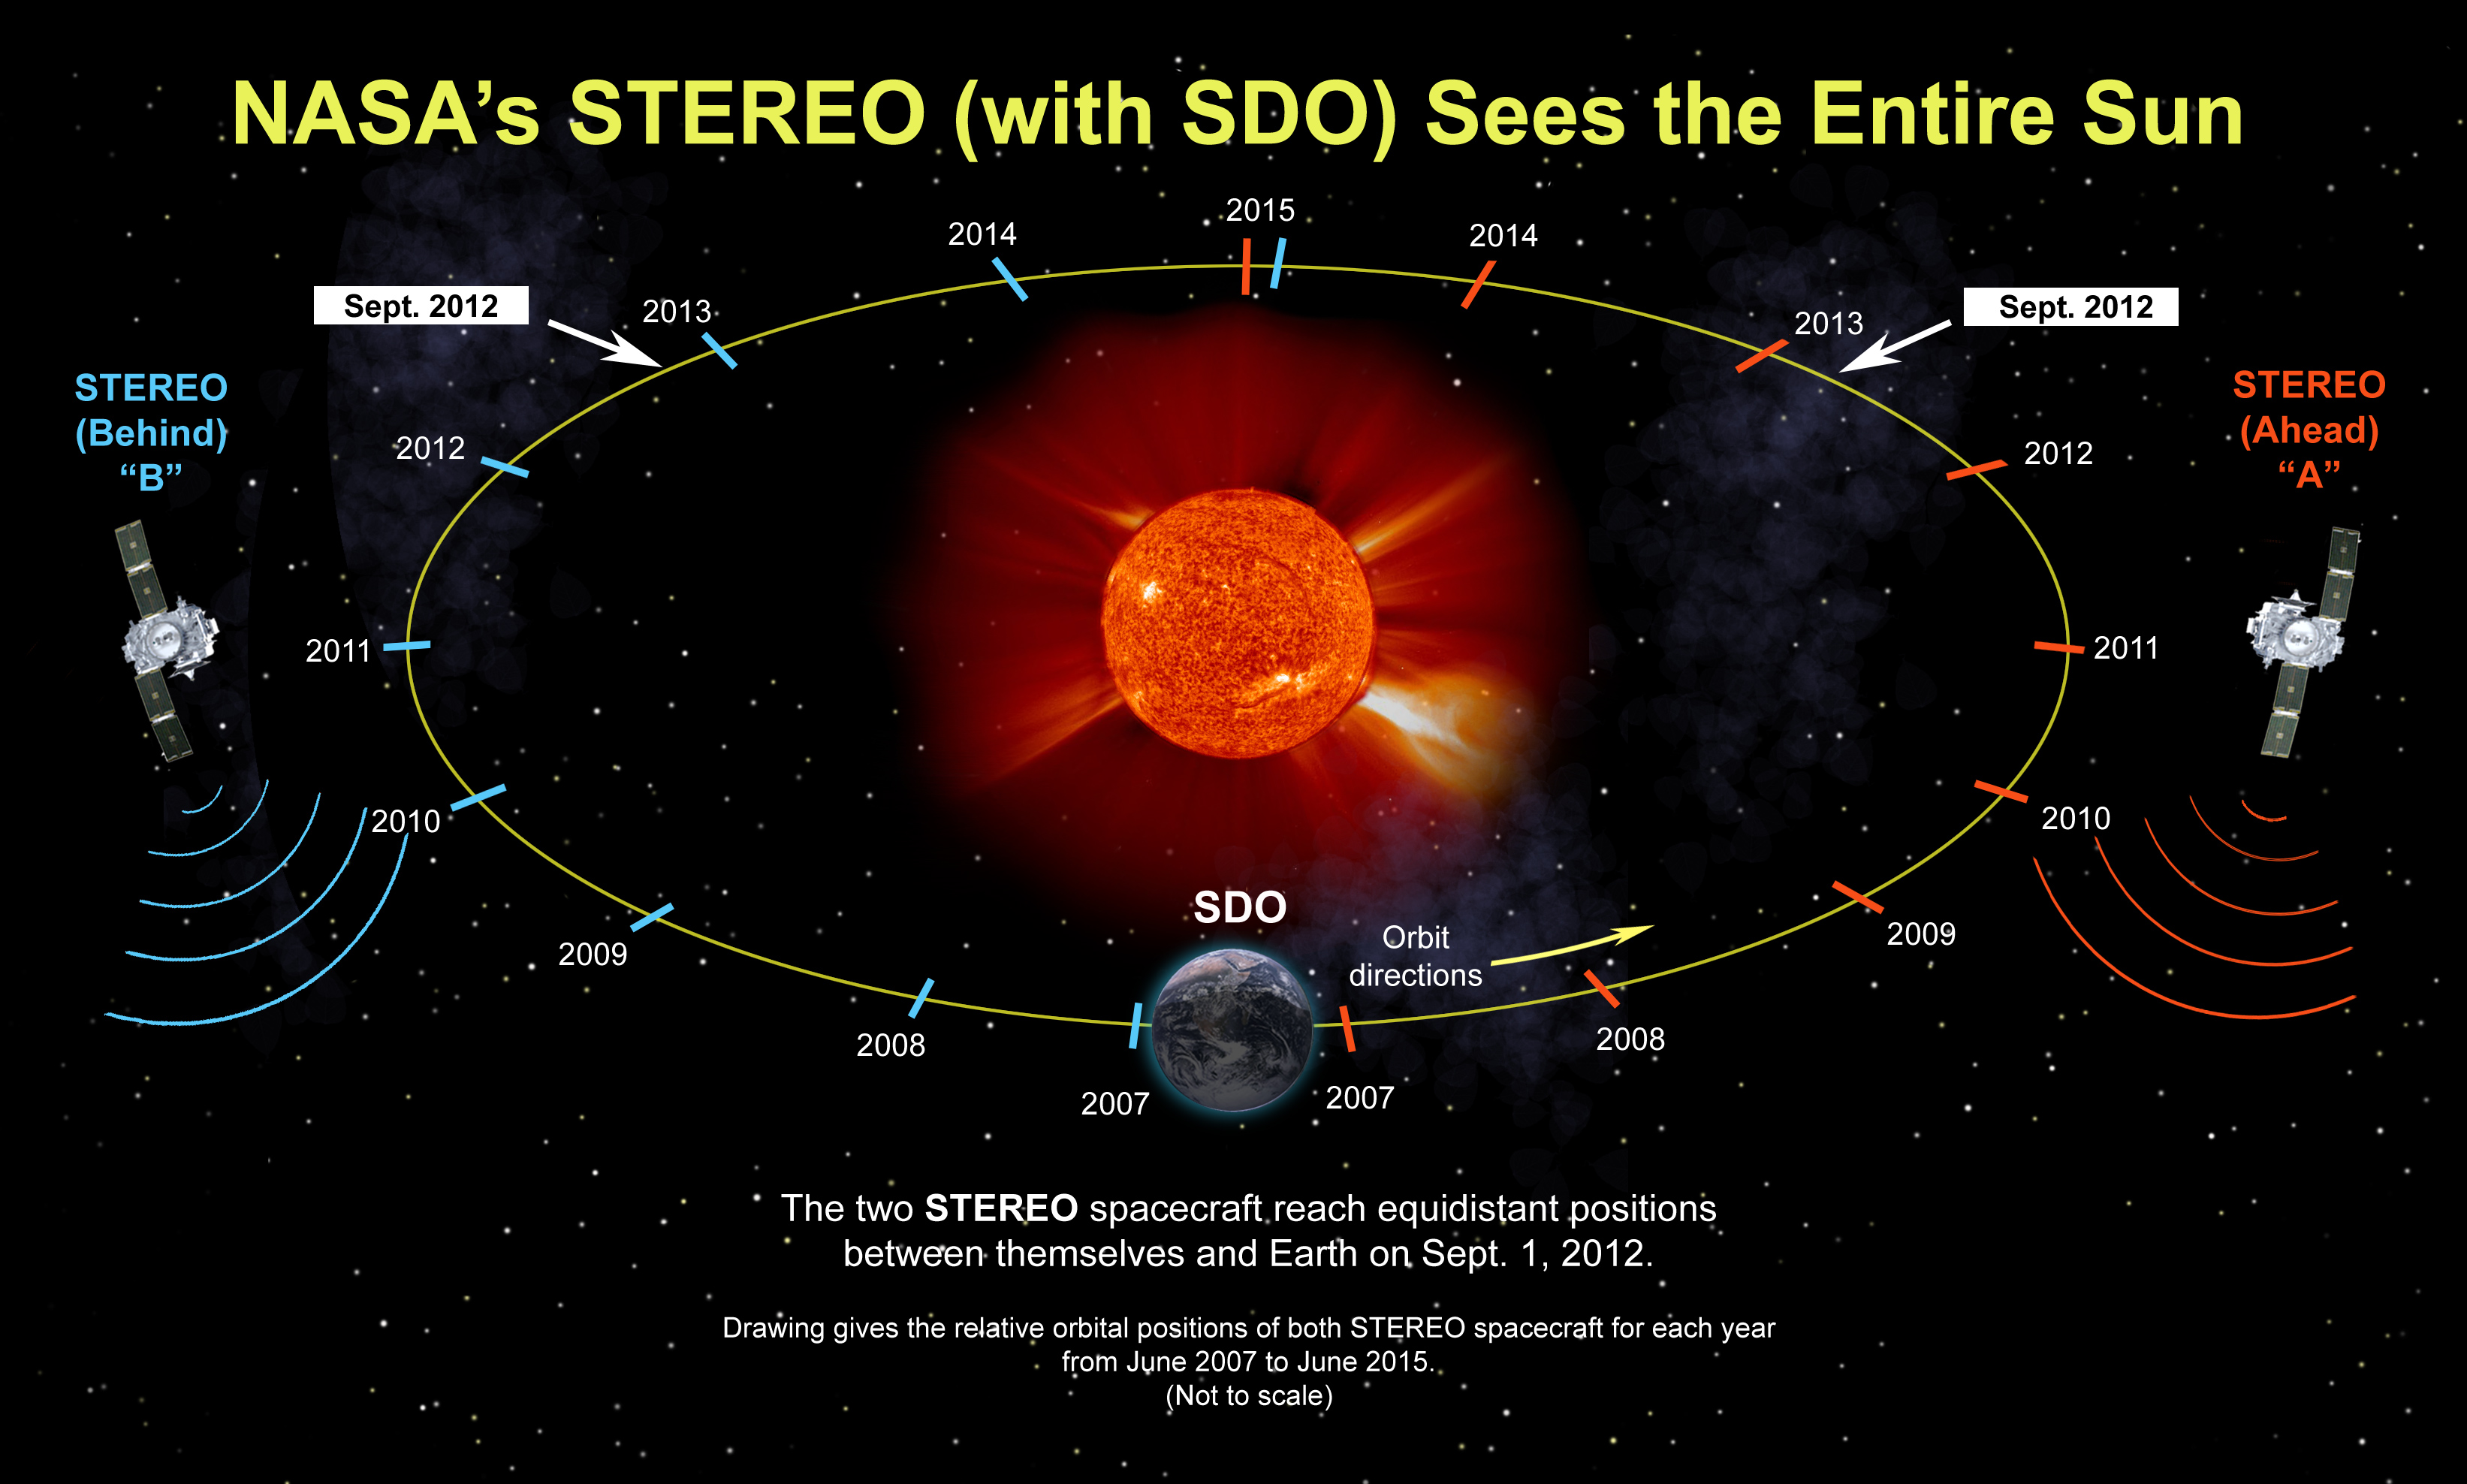 NASA’s STEREO (with SDO) Sees the Entire Sun
2015
2014
2014
Sept. 2012
2013
2013
Sept. 2012
STEREO
(Behind)
“B”
STEREO
(Ahead)
“A”
2012
2012
2011
2011
2010
2010
SDO
Orbit
directions
2009
2009
2008
2008
2007
2007
The two STEREO spacecraft reach equidistant positions
between themselves and Earth on Sept. 1, 2012.
Drawing gives the relative orbital positions of both STEREO spacecraft for each year
from June 2007 to June 2015.
(Not to scale)